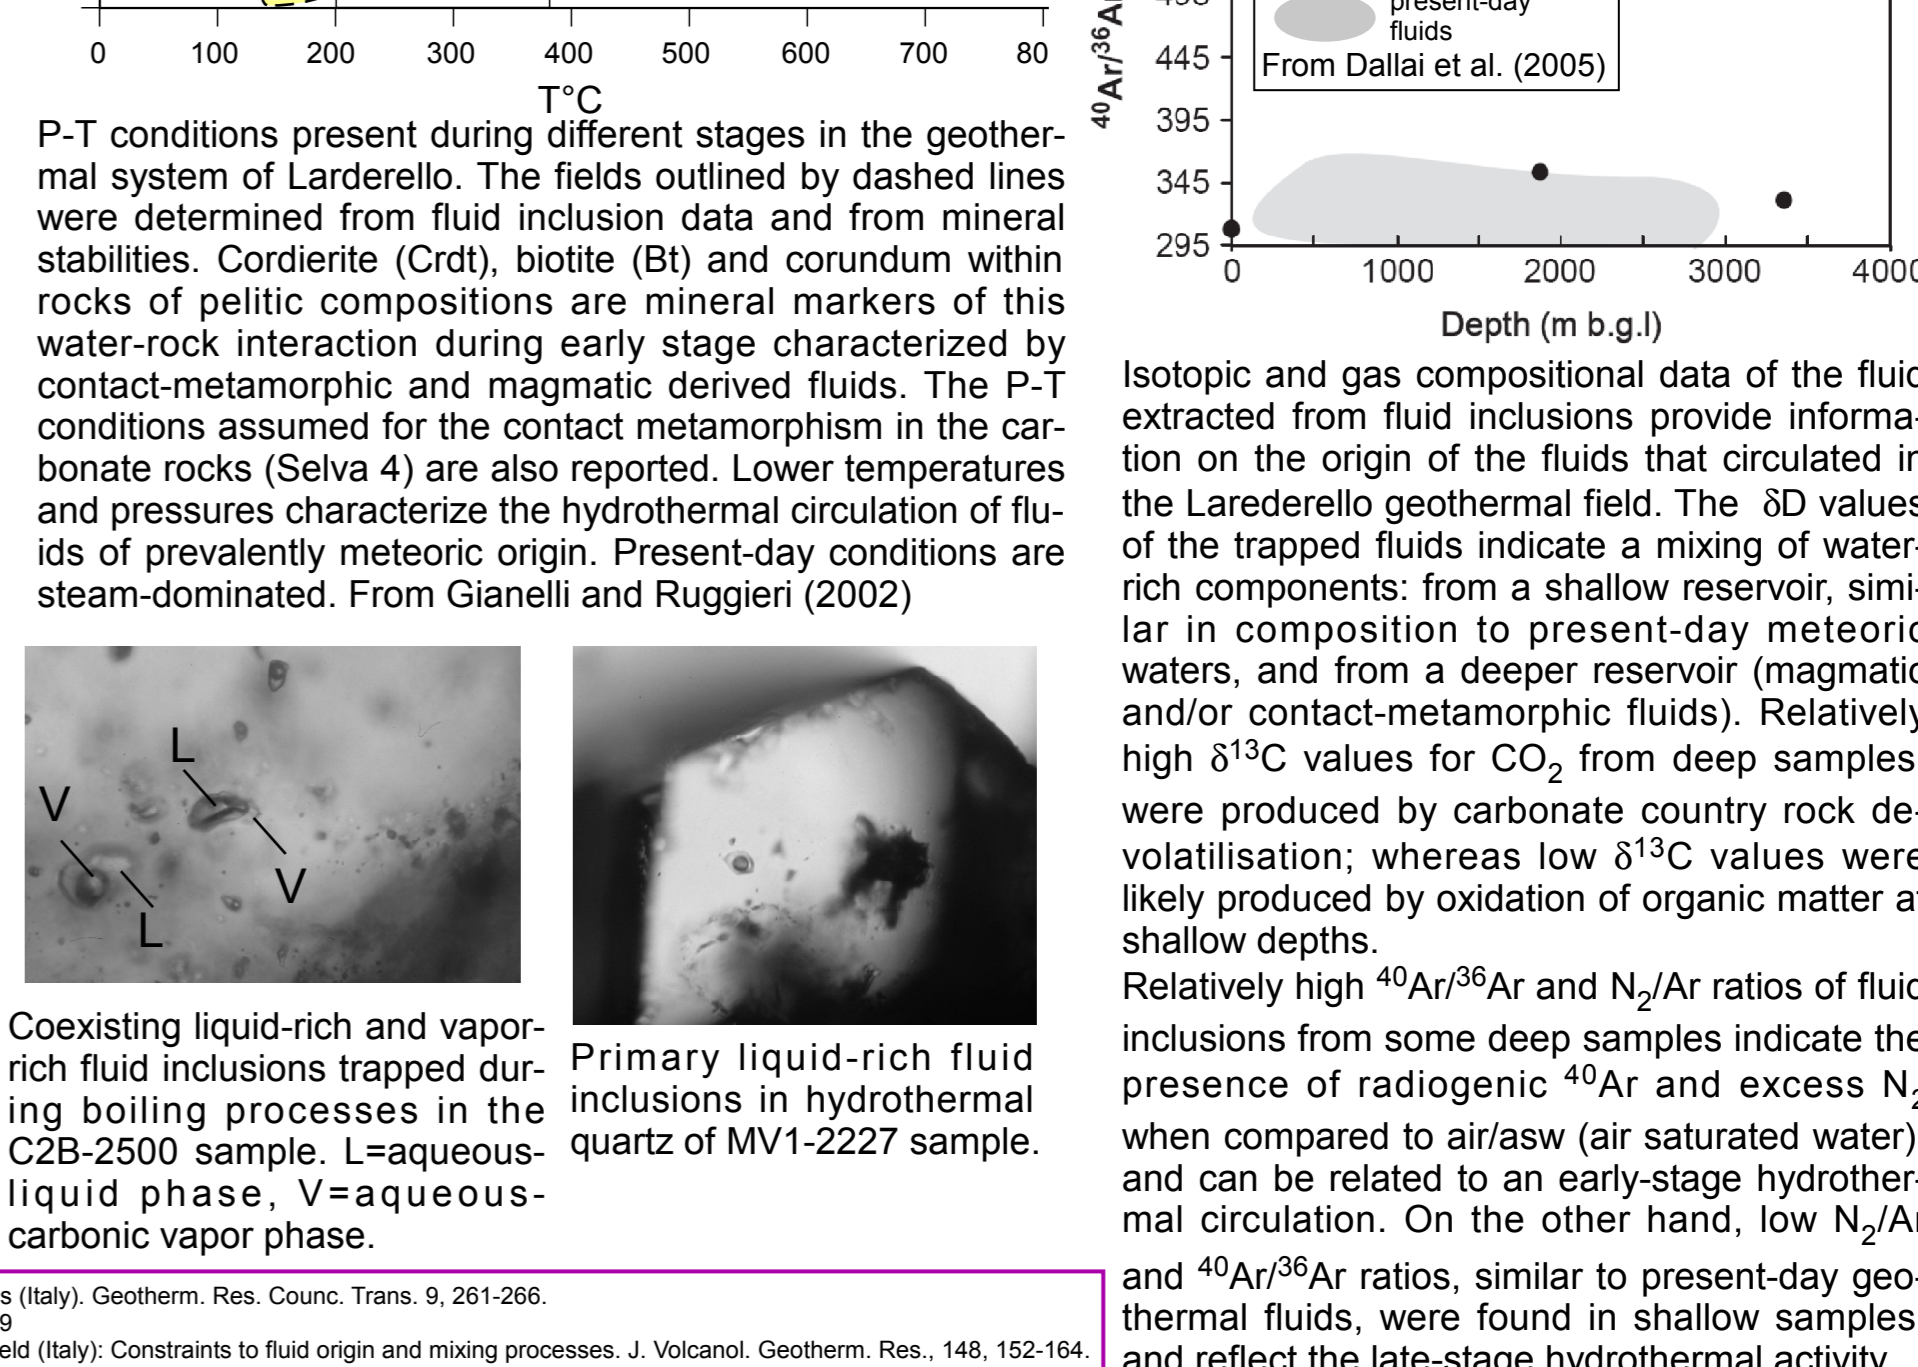 0 100 200 300 400 500 600 700 80
T°C
P-T conditions present during different stages in the geother-
mal system of Larderello. The fields outlined by dashed lines
were determined from fluid inclusion data and from mineral
stabilities. Cordierite (Crdt), biotite (Bt) and corundum within
rocks of pelitic compositions are mineral markers of this
water-rock interaction during early stage characterized by
contact-metamorphic and magmatic derived fluids. The P-T
conditions assumed for the contact metamorphism in the car-
bonate rocks (Selva 4) are also reported. Lower temperatures
and pressures characterize the hydrothermal circulation of flu-
ids of prevalently meteoric origin. Present-day conditions are
steam-dominated. From Gianelli and Ruggieri (2002)
L
V
V
L
Coexisting liquid-rich and vapor-
rich fluid inclusions trapped dur-
ing boiling processes in the
C2B-2500 sample. L=aqueous-
liquid phase, V=aqueous-
carbonic vapor phase.
Primary liquid-rich fluid
inclusions in hydrothermal
quartz of MV1-2227 sample.
s (Italy). Geotherm. Res. Counc. Trans. 9, 261-266.
9
eld (Italy): Constraints to fluid origin and mixing processes. J. Volcanol. Geotherm. Res., 148, 152-164.
present-day
fluids
From Dallai et al. (2005)
⁴⁰Ar/³⁶Ar
445
395
345
295
0 1000 2000 3000 4000
Depth (m b.g.l)
Isotopic and gas compositional data of the fluid
extracted from fluid inclusions provide informa-
tion on the origin of the fluids that circulated in
the Larederello geothermal field. The δD values
of the trapped fluids indicate a mixing of water-
rich components: from a shallow reservoir, simi-
lar in composition to present-day meteoric
waters, and from a deeper reservoir (magmatic
and/or contact-metamorphic fluids). Relatively
high δ¹³C values for CO₂ from deep samples
were produced by carbonate country rock de-
volatilisation; whereas low δ¹³C values were
likely produced by oxidation of organic matter at
shallow depths.
Relatively high ⁴⁰Ar/³⁶Ar and N₂/Ar ratios of fluid
inclusions from some deep samples indicate the
presence of radiogenic ⁴⁰Ar and excess N₂
when compared to air/asw (air saturated water)
and can be related to an early-stage hydrother-
mal circulation. On the other hand, low N₂/Ar
and ⁴⁰Ar/³⁶Ar ratios, similar to present-day geo-
thermal fluids, were found in shallow samples
and reflect the late-stage hydrothermal activity.